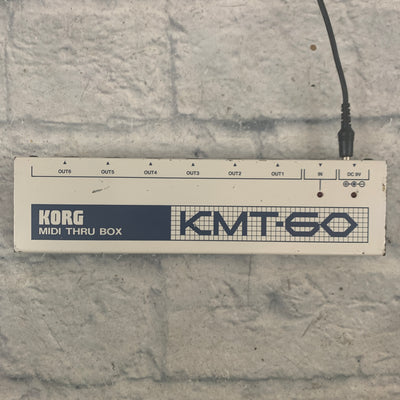 OUT6 OUT5 OUT4 OUT3 OUT2 OUT1 IN DC 9V
KORG
MIDI THRU BOX
KMT-60